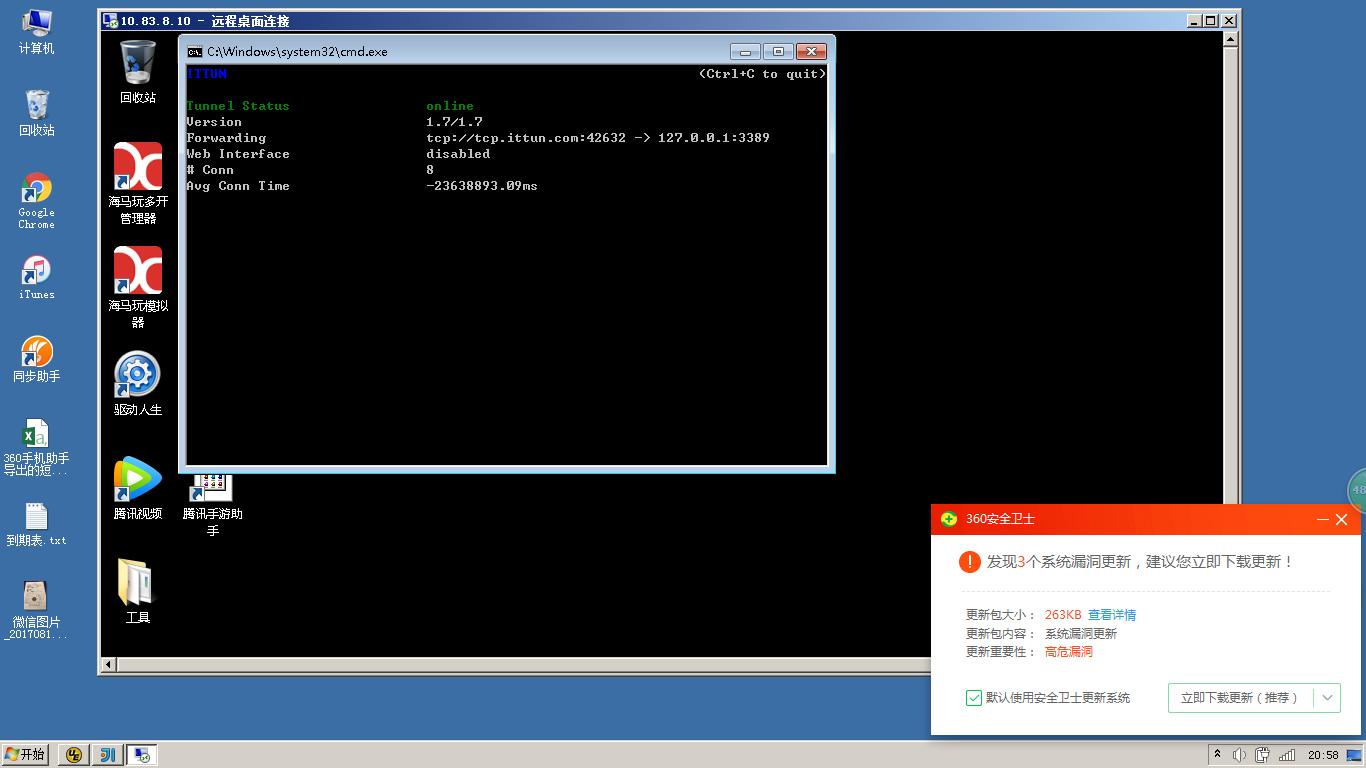 计算机
回收站
Google
Chrome
iTunes
同步助手
360手机助手
导出的短...
到期表.txt
微信图片
_2017081...
10.83.8.10 - 远程桌面连接
回收站
海马玩多开
管理器
海马玩模拟
器
驱动人生
腾讯视频
腾讯手游助
手
工具
C:\Windows\system32\cmd.exe
ITTUN (Ctrl+C to quit)
Tunnel Status online
Version 1.7/1.7
Forwarding tcp://tcp.ittun.com:42632 -> 127.0.0.1:3389
Web Interface disabled
# Conn 8
Avg Conn Time -23638893.09ms
48
360安全卫士
发现3个系统漏洞更新，建议您立即下载更新！
更新包大小： 263KB 查看详情
更新包内容： 系统漏洞更新
更新重要性： 高危漏洞
默认使用安全卫士更新系统 立即下载更新（推荐）
开始 20:58